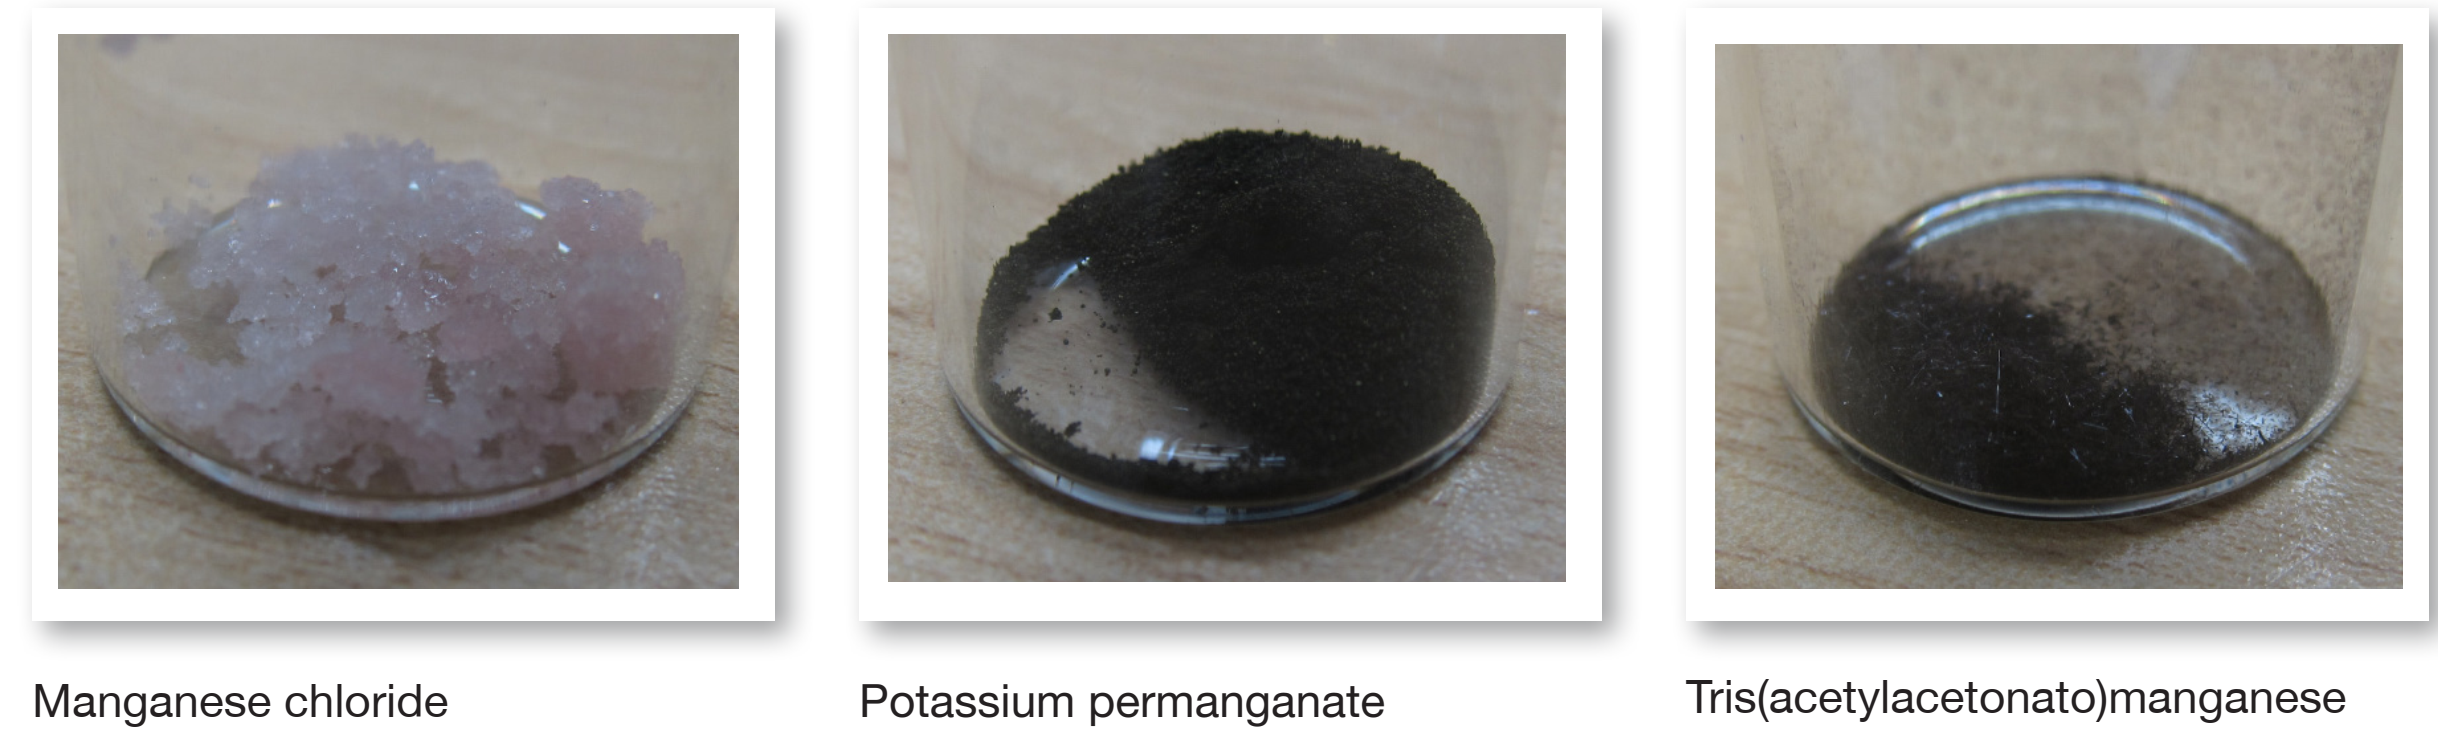 Manganese chloride
Potassium permanganate
Tris(acetylacetonato)manganese